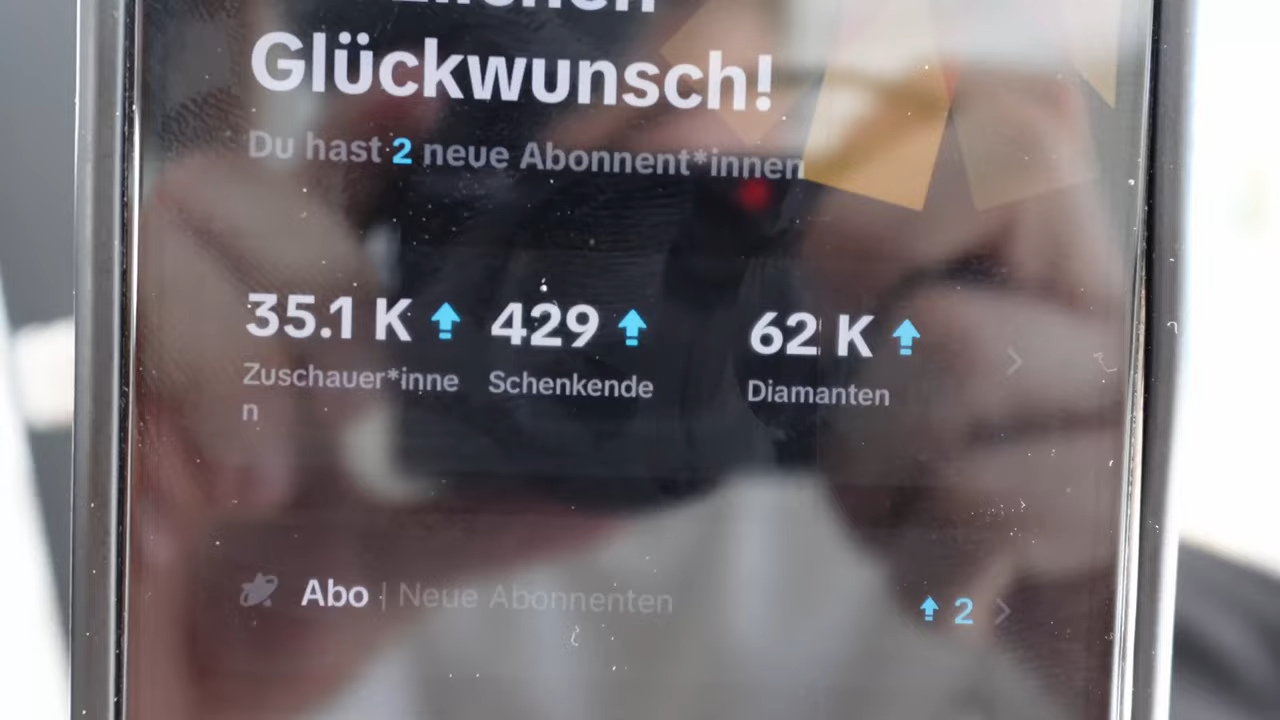 Glückwunsch!
Du hast 2 neue Abonnent*innen
35.1 K 429 62 K
Zuschauer*inne Schenkende Diamanten
n
Abo | Neue Abonnenten 2